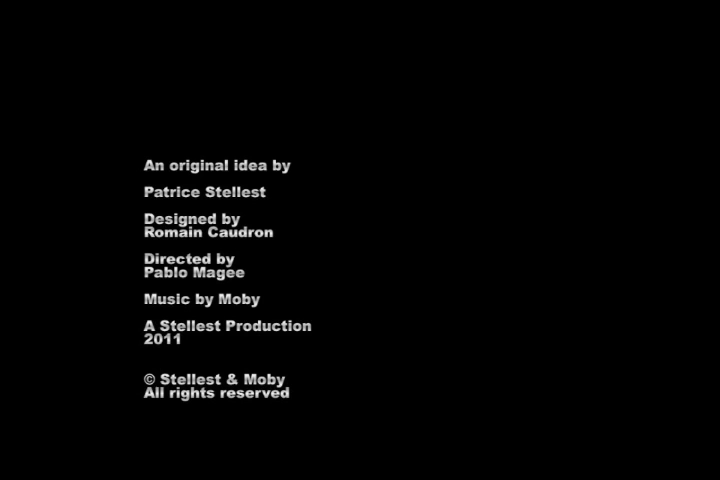 An original idea by
Patrice Stellest
Designed by
Romain Caudron
Directed by
Pablo Magee
Music by Moby
A Stellest Production
2011
© Stellest & Moby
All rights reserved